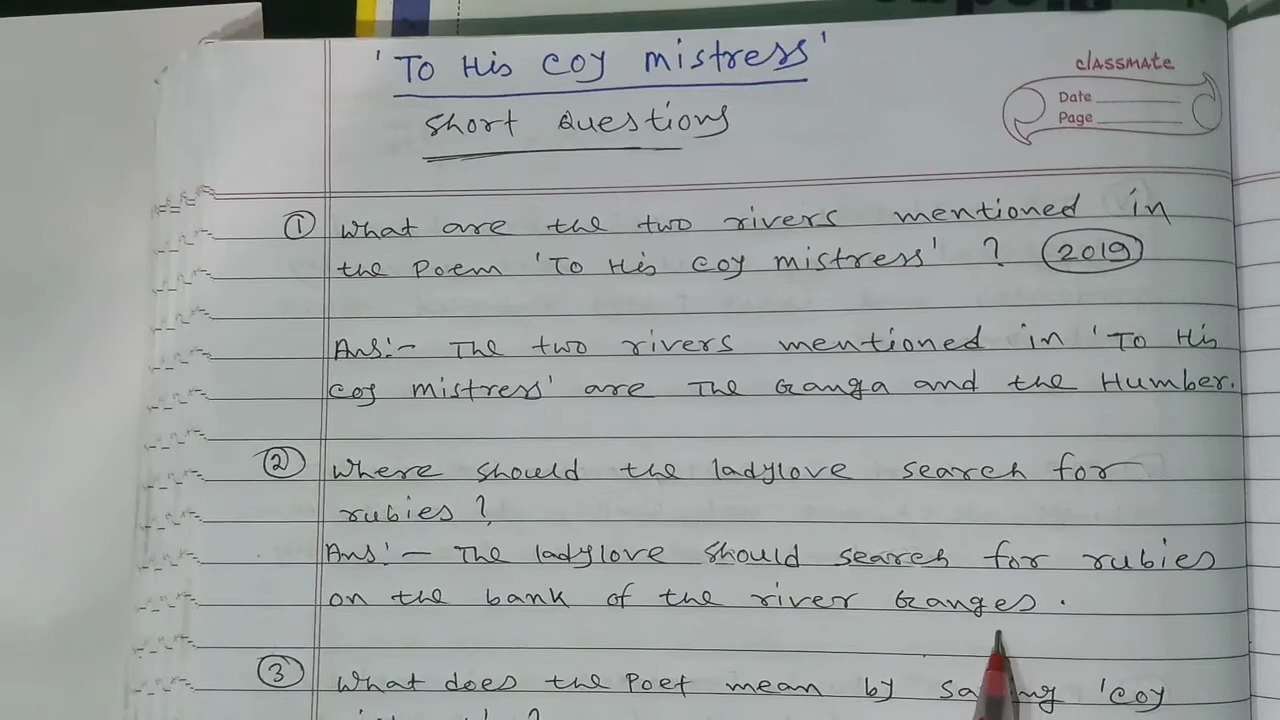 'To His Coy mistress'
short Questions
classmate
Date
Page
① What are the two rivers mentioned in
the Poem 'To His Coy mistress' ? 2019
Ans:- The two rivers mentioned in 'To His
Coy mistress' are The Ganga and the Humber.
② Where should the ladylove search for
rubies ?
Ans:- The ladylove should search for rubies
on the bank of the river Ganges.
③ What does the Poet mean by saying 'coy